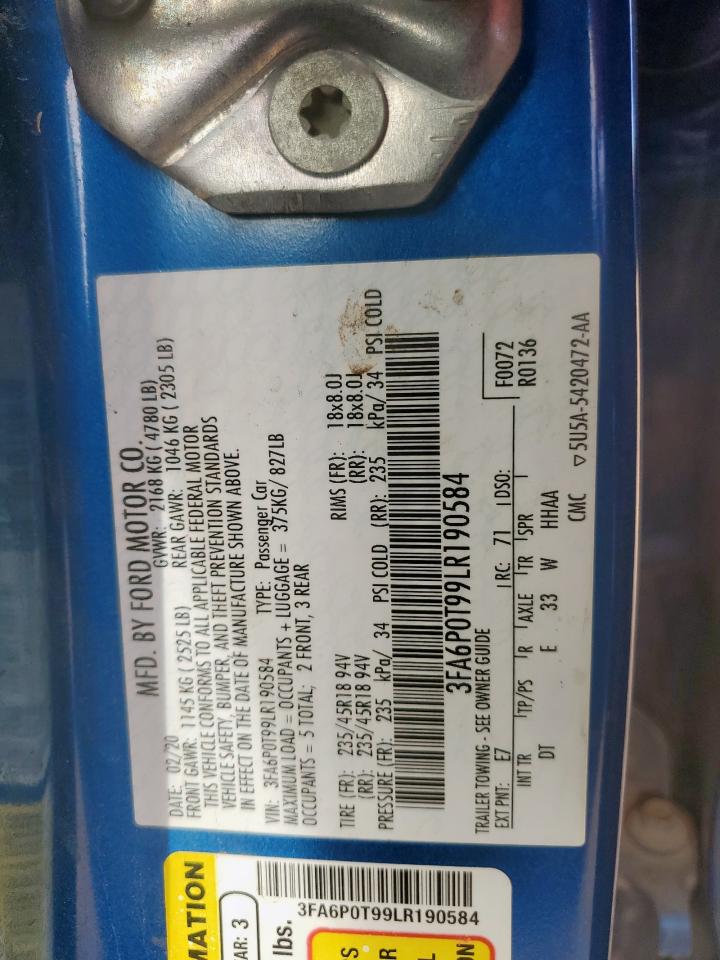 MFD. BY FORD MOTOR CO.
DATE: 02/20 GVWR: 2168 KG ( 4780 LB)
FRONT GAWR: 1145 KG ( 2525 LB) REAR GAWR: 1046 KG ( 2305 LB)
THIS VEHICLE CONFORMS TO ALL APPLICABLE FEDERAL MOTOR
VEHICLE SAFETY, BUMPER, AND THEFT PREVENTION STANDARDS
IN EFFECT ON THE DATE OF MANUFACTURE SHOWN ABOVE.
VIN: 3FA6P0T99LR190584 TYPE: Passenger Car
MAXIMUM LOAD = OCCUPANTS + LUGGAGE = 375KG/ 827LB
OCCUPANTS = 5 TOTAL; 2 FRONT, 3 REAR
TIRE (FR): 235/45R18 94V RIMS (FR): 18x8.0J
(RR): 235/45R18 94V (RR): 18x8.0J
PRESSURE (FR): 235 kPa/ 34 PSI COLD (RR): 235 kPa/ 34 PSI COLD
3FA6P0T99LR190584
TRAILER TOWING - SEE OWNER GUIDE F0072
EXT PNT: E7 RC: 71 DSO: R0136
INT TR TP/PS R AXLE TR SPR
DT E 33 W HHAA
CMC ▽5U5A-5420472-AA
MATION
AR: 3
lbs.
3FA6P0T99LR190584
S
R
L
ON